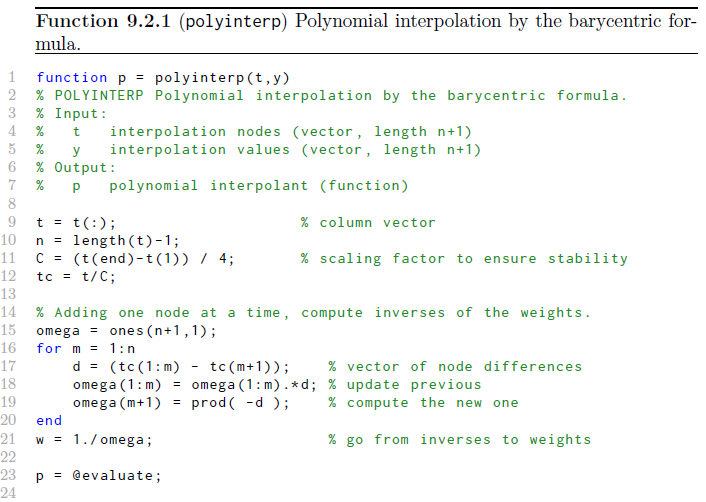 Function 9.2.1 (polyinterp) Polynomial interpolation by the barycentric for-
mula.
1 function p = polyinterp(t,y)
2 % POLYINTERP Polynomial interpolation by the barycentric formula.
3 % Input:
4 %   t   interpolation nodes (vector, length n+1)
5 %   y   interpolation values (vector, length n+1)
6 % Output:
7 %   p   polynomial interpolant (function)
8
9 t = t(:);                    % column vector
10 n = length(t)-1;
11 C = (t(end)-t(1)) / 4;       % scaling factor to ensure stability
12 tc = t/C;
13
14 % Adding one node at a time, compute inverses of the weights.
15 omega = ones(n+1,1);
16 for m = 1:n
17     d = (tc(1:m) - tc(m+1));    % vector of node differences
18     omega(1:m) = omega(1:m).*d; % update previous
19     omega(m+1) = prod( -d );    % compute the new one
20 end
21 w = 1./omega;                   % go from inverses to weights
22
23 p = @evaluate;
24